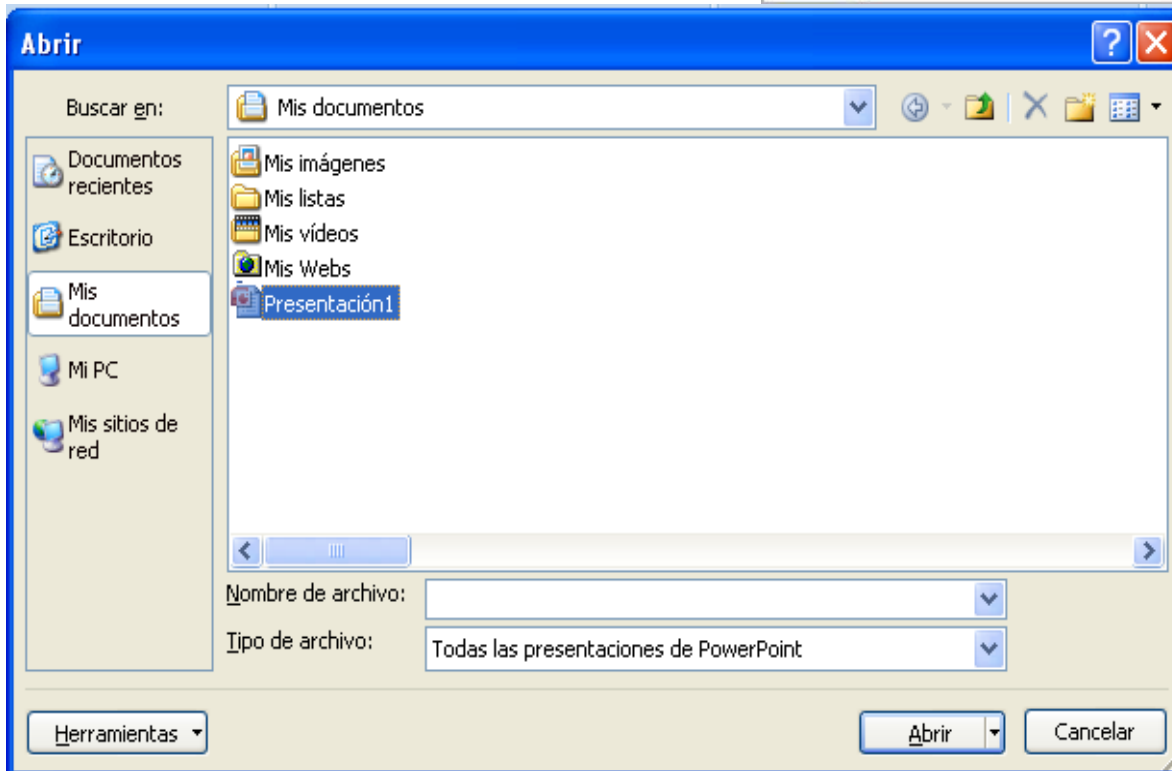 Abrir
Buscar en:
Mis documentos
Documentos
recientes
Escritorio
Mis
documentos
Mi PC
Mis sitios de
red
Mis imágenes
Mis listas
Mis vídeos
Mis Webs
Presentación1
Nombre de archivo:
Tipo de archivo:
Todas las presentaciones de PowerPoint
Herramientas
Abrir
Cancelar